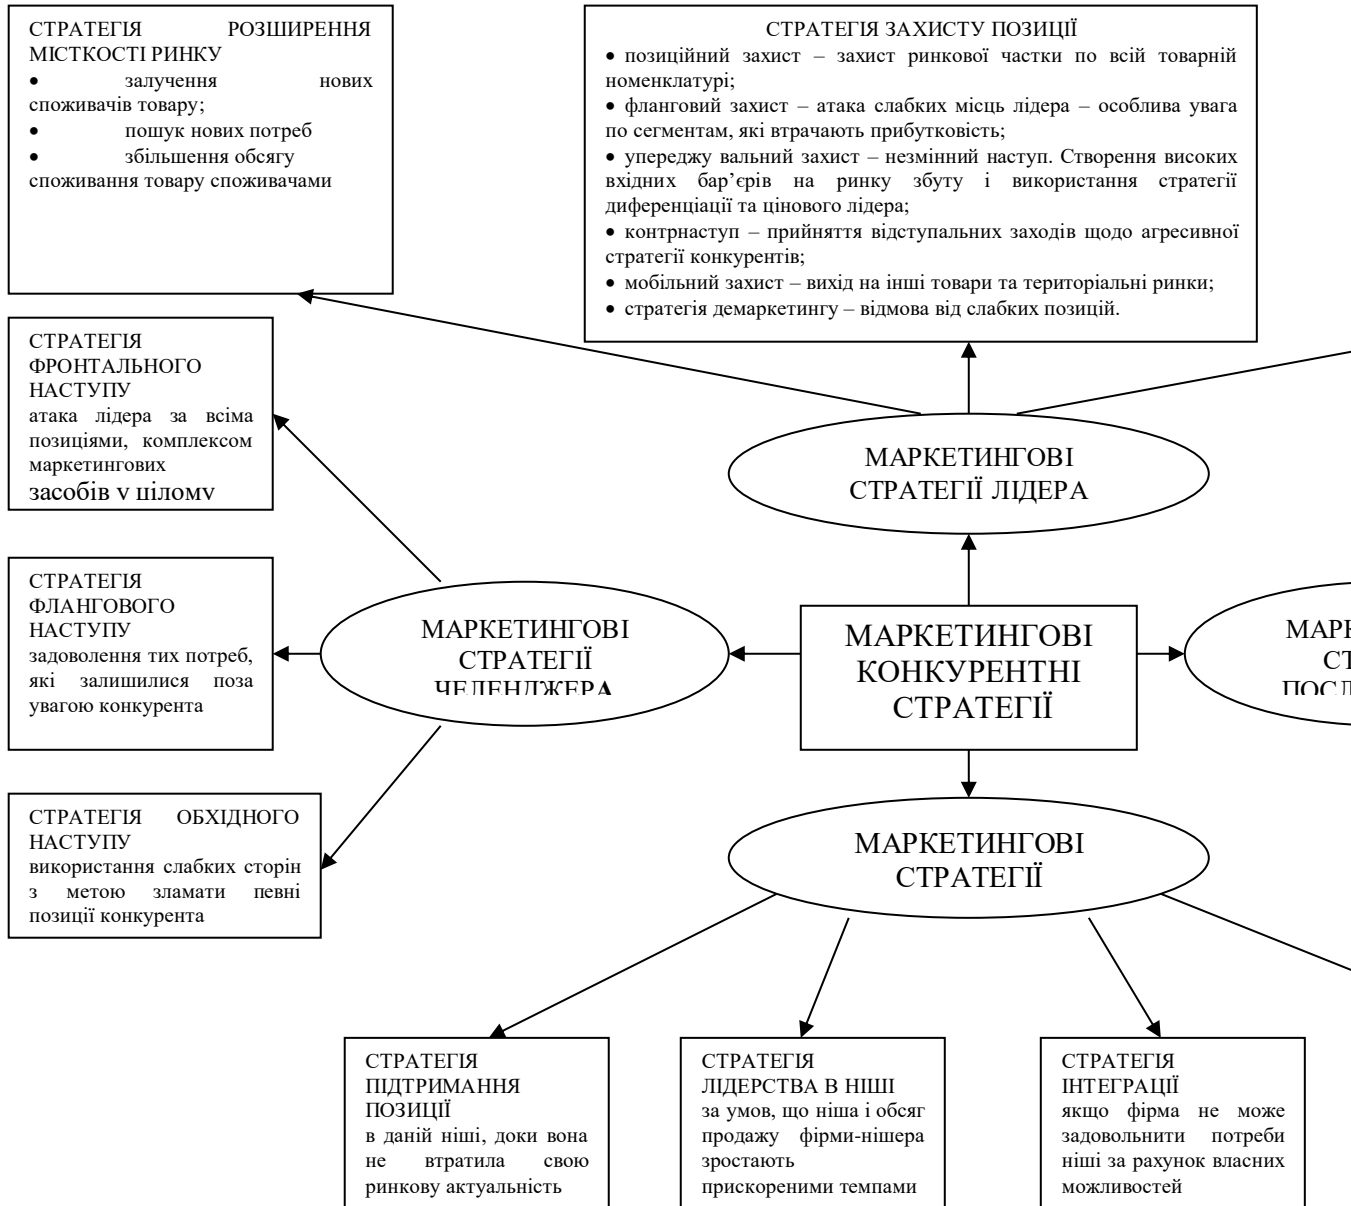 СТРАТЕГІЯ РОЗШИРЕННЯ
МІСТКОСТІ РИНКУ
• залучення нових
споживачів товару;
• пошук нових потреб
• збільшення обсягу
споживання товару споживачами
СТРАТЕГІЯ ЗАХИСТУ ПОЗИЦІЇ
• позиційний захист – захист ринкової частки по всій товарній
номенклатурі;
• фланговий захист – атака слабких місць лідера – особлива увага
по сегментам, які втрачають прибутковість;
• упереджу вальний захист – незмінний наступ. Створення високих
вхідних бар’єрів на ринку збуту і використання стратегії
диференціації та цінового лідера;
• контрнаступ – прийняття відступальних заходів щодо агресивної
стратегії конкурентів;
• мобільний захист – вихід на інші товари та територіальні ринки;
• стратегія демаркетингу – відмова від слабких позицій.
СТРАТЕГІЯ
ФРОНТАЛЬНОГО
НАСТУПУ
атака лідера за всіма
позиціями, комплексом
маркетингових
засобів у цілому
МАРКЕТИНГОВІ
СТРАТЕГІЇ ЛІДЕРА
СТРАТЕГІЯ
ФЛАНГОВОГО
НАСТУПУ
задоволення тих потреб,
які залишилися поза
увагою конкурента
МАРКЕТИНГОВІ
СТРАТЕГІЇ
ЧЕЛЕНДЖЕРА
МАРКЕТИНГОВІ
КОНКУРЕНТНІ
СТРАТЕГІЇ
МАРК
СТ
ПОСЛ
СТРАТЕГІЯ ОБХІДНОГО
НАСТУПУ
використання слабких сторін
з метою зламати певні
позиції конкурента
МАРКЕТИНГОВІ
СТРАТЕГІЇ
СТРАТЕГІЯ
ПІДТРИМАННЯ
ПОЗИЦІЇ
в даній ніші, доки вона
не втратила свою
ринкову актуальність
СТРАТЕГІЯ
ЛІДЕРСТВА В НІШІ
за умов, що ніша і обсяг
продажу фірми-нішера
зростають
прискореними темпами
СТРАТЕГІЯ
ІНТЕГРАЦІЇ
якщо фірма не може
задовольнити потреби
ніші за рахунок власних
можливостей